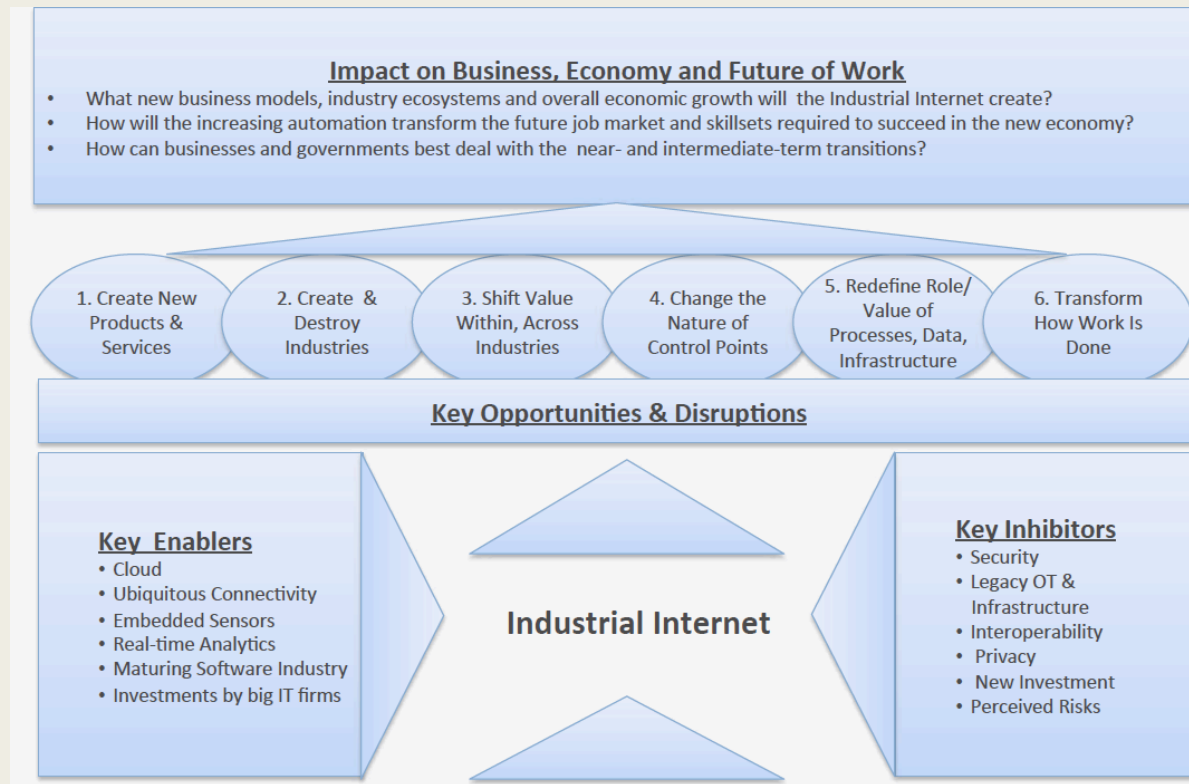 Impact on Business, Economy and Future of Work
• What new business models, industry ecosystems and overall economic growth will the Industrial Internet create?
• How will the increasing automation transform the future job market and skillsets required to succeed in the new economy?
• How can businesses and governments best deal with the near- and intermediate-term transitions?
1. Create New
Products &
Services
2. Create &
Destroy
Industries
3. Shift Value
Within, Across
Industries
4. Change the
Nature of
Control Points
5. Redefine Role/
Value of
Processes, Data,
Infrastructure
6. Transform
How Work Is
Done
Key Opportunities & Disruptions
Key Enablers
• Cloud
• Ubiquitous Connectivity
• Embedded Sensors
• Real-time Analytics
• Maturing Software Industry
• Investments by big IT firms
Industrial Internet
Key Inhibitors
• Security
• Legacy OT &
Infrastructure
• Interoperability
• Privacy
• New Investment
• Perceived Risks